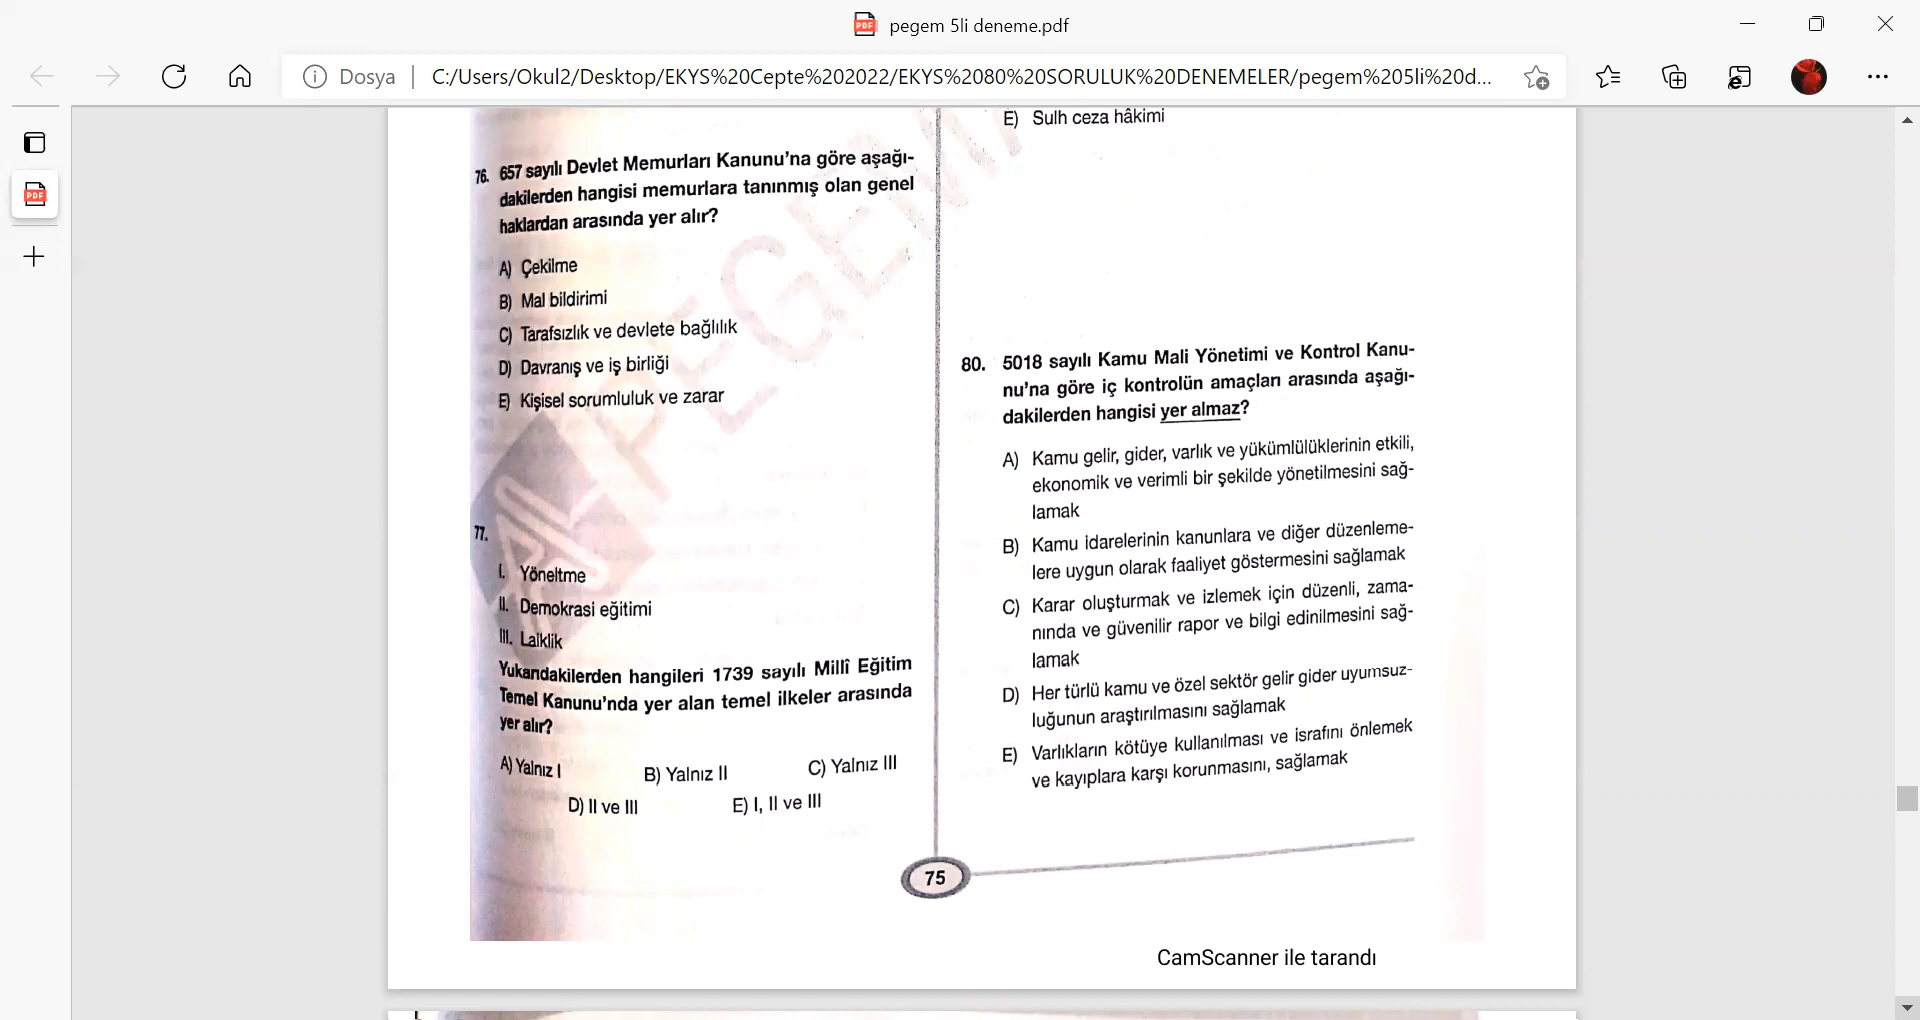 pegem 5li deneme.pdf
Dosya
C:/Users/Okul2/Desktop/EKYS%20Cepte%202022/EKYS%2080%20SORULUK%20DENEMELER/pegem%205li%20d...
PEGEM
76. 657 sayılı Devlet Memurları Kanunu'na göre aşağı-
dakilerden hangisi memurlara tanınmış olan genel
haklardan arasında yer alır?
A) Çekilme
B) Mal bildirimi
C) Tarafsızlık ve devlete bağlılık
D) Davranış ve iş birliği
E) Kişisel sorumluluk ve zarar
77.
I. Yöneltme
II. Demokrasi eğitimi
III. Laiklik
Yukarıdakilerden hangileri 1739 sayılı Millî Eğitim
Temel Kanunu'nda yer alan temel ilkeler arasında
yer alır?
A) Yalnız I
B) Yalnız II
C) Yalnız III
D) II ve III
E) I, II ve III
E) Sulh ceza hâkimi
80. 5018 sayılı Kamu Mali Yönetimi ve Kontrol Kanu-
nu'na göre iç kontrolün amaçları arasında aşağı-
dakilerden hangisi yer almaz?
A) Kamu gelir, gider, varlık ve yükümlülüklerinin etkili,
ekonomik ve verimli bir şekilde yönetilmesini sağ-
lamak
B) Kamu idarelerinin kanunlara ve diğer düzenleme-
lere uygun olarak faaliyet göstermesini sağlamak
C) Karar oluşturmak ve izlemek için düzenli, zama-
nında ve güvenilir rapor ve bilgi edinilmesini sağ-
lamak
D) Her türlü kamu ve özel sektör gelir gider uyumsuz-
luğunun araştırılmasını sağlamak
E) Varlıkların kötüye kullanılması ve israfını önlemek
ve kayıplara karşı korunmasını, sağlamak
75
CamScanner ile tarandı